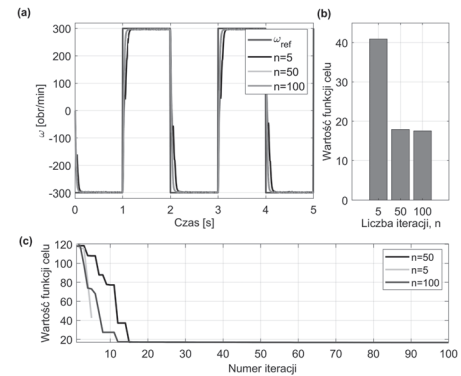 (a)
ω [obr/min]
300
200
100
0
-100
-200
-300
0 1 2 3 4 5
Czas [s]
ωref
n=5
n=50
n=100
(b)
Wartość funkcji celu
40
30
20
10
0
5 50 100
Liczba iteracji, n
(c)
Wartość funkcji celu
120
100
80
60
40
20
10 20 30 40 50 60 70 80 90 100
Numer iteracji
n=50
n=5
n=100